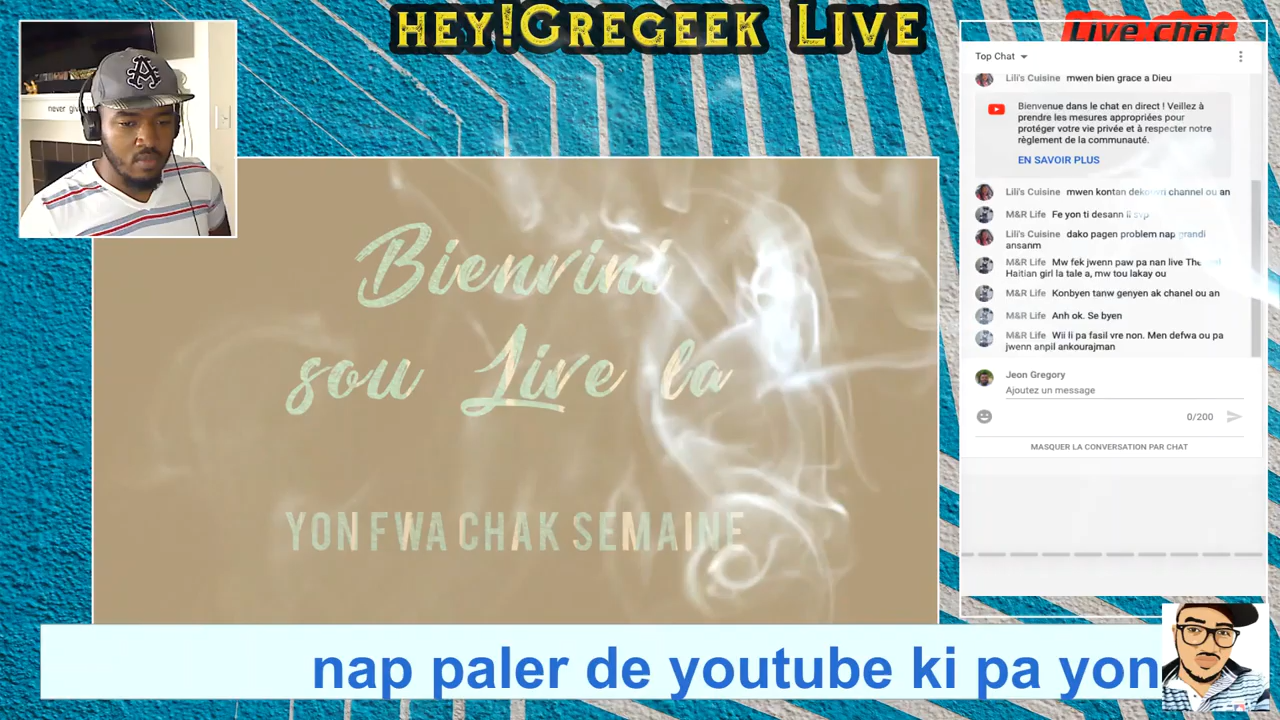 HEY!GREGEEK LIVE
Live chat
Top Chat
never give
Lili's Cuisine mwen bien grace a Dieu
Bienvenue dans le chat en direct ! Veillez à
prendre les mesures appropriées pour
protéger votre vie privée et à respecter notre
règlement de la communauté.
EN SAVOIR PLUS
Lili's Cuisine mwen kontan dekouvri channel ou an
M&R Life Fe yon ti desann li svp
Lili's Cuisine dako pagen problem nap grandi
ansanm
M&R Life Mw fek jwenn paw pa nan live The
Haitian girl la tale a, mw tou lakay ou
M&R Life Konbyen tanw genyen ak chanel ou an
M&R Life Anh ok. Se byen
M&R Life Wii li pa fasil vre non. Men defwa ou pa
jwenn anpil ankourajman
Jeon Gregory
Ajoutez un message
0/200
MASQUER LA CONVERSATION PAR CHAT
Bienvini
sou Live la
YON FWA CHAK SEMAINE
nap paler de youtube ki pa yon